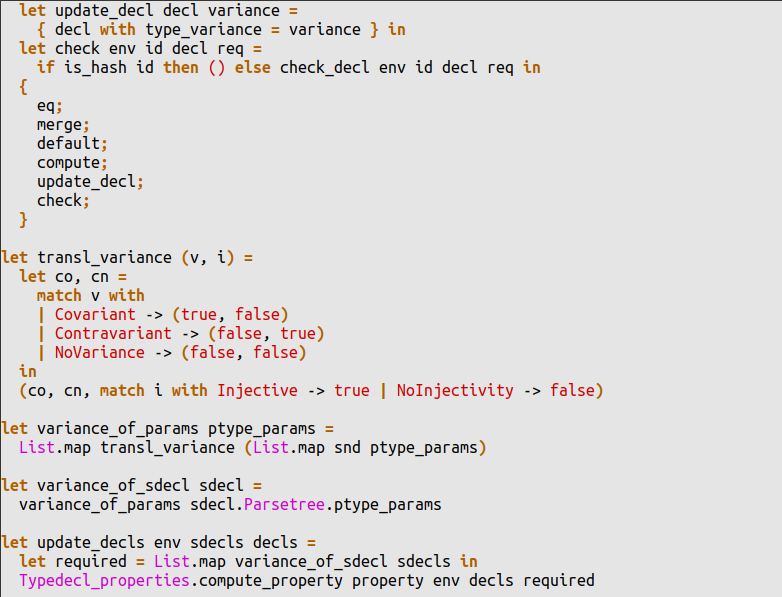 let update_decl decl variance =
{ decl with type_variance = variance } in
let check env id decl req =
if is_hash id then () else check_decl env id decl req in
{
eq;
merge;
default;
compute;
update_decl;
check;
}
let transl_variance (v, i) =
let co, cn =
match v with
| Covariant -> (true, false)
| Contravariant -> (false, true)
| NoVariance -> (false, false)
in
(co, cn, match i with Injective -> true | NoInjectivity -> false)
let variance_of_params ptype_params =
List.map transl_variance (List.map snd ptype_params)
let variance_of_sdecl sdecl =
variance_of_params sdecl.Parsetree.ptype_params
let update_decls env sdecls decls =
let required = List.map variance_of_sdecl sdecls in
Typedecl_properties.compute_property property env decls required